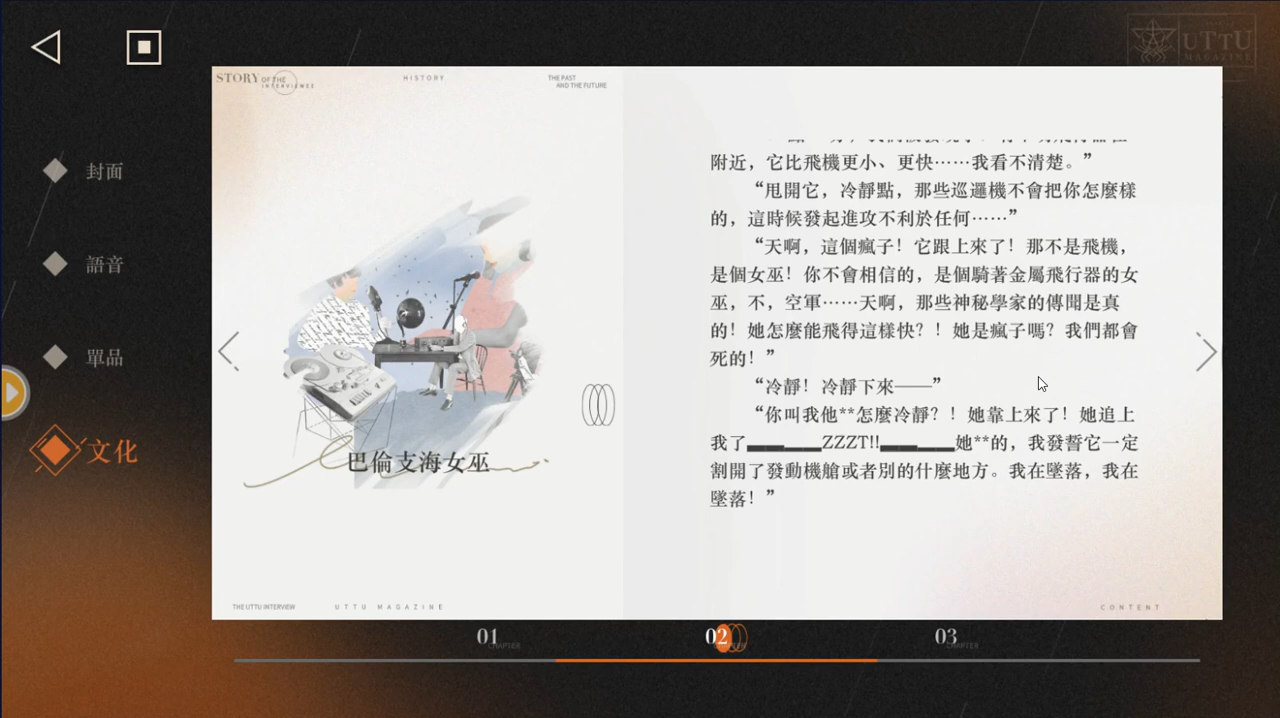 UTTU
MAGAZINE
STORY OF THE
INTERVIEWEE
HISTORY
THE PAST
AND THE FUTURE
封面
語音
單品
文化
巴倫支海女巫
附近，它比飛機更小、更快……我看不清楚。”
“甩開它，冷靜點，那些巡邏機不會把你怎麼樣
的，這時候發起進攻不利於任何……”
“天啊，這個瘋子！它跟上來了！那不是飛機，
是個女巫！你不會相信的，是個騎著金屬飛行器的女
巫，不，空軍……天啊，那些神秘學家的傳聞是真
的！她怎麼能飛得這樣快？！她是瘋子嗎？我們都會
死的！”
“冷靜！冷靜下來——”
“你叫我他**怎麼冷靜？！她靠上來了！她追上
我了▬▬▬▬ZZZT!!▬▬▬▬她**的，我發誓它一定
割開了發動機艙或者別的什麼地方。我在墜落，我在
墜落！”
THE UTTU INTERVIEW
UTTU MAGAZINE
CONTENT
01
CHAPTER
02
03
CHAPTER